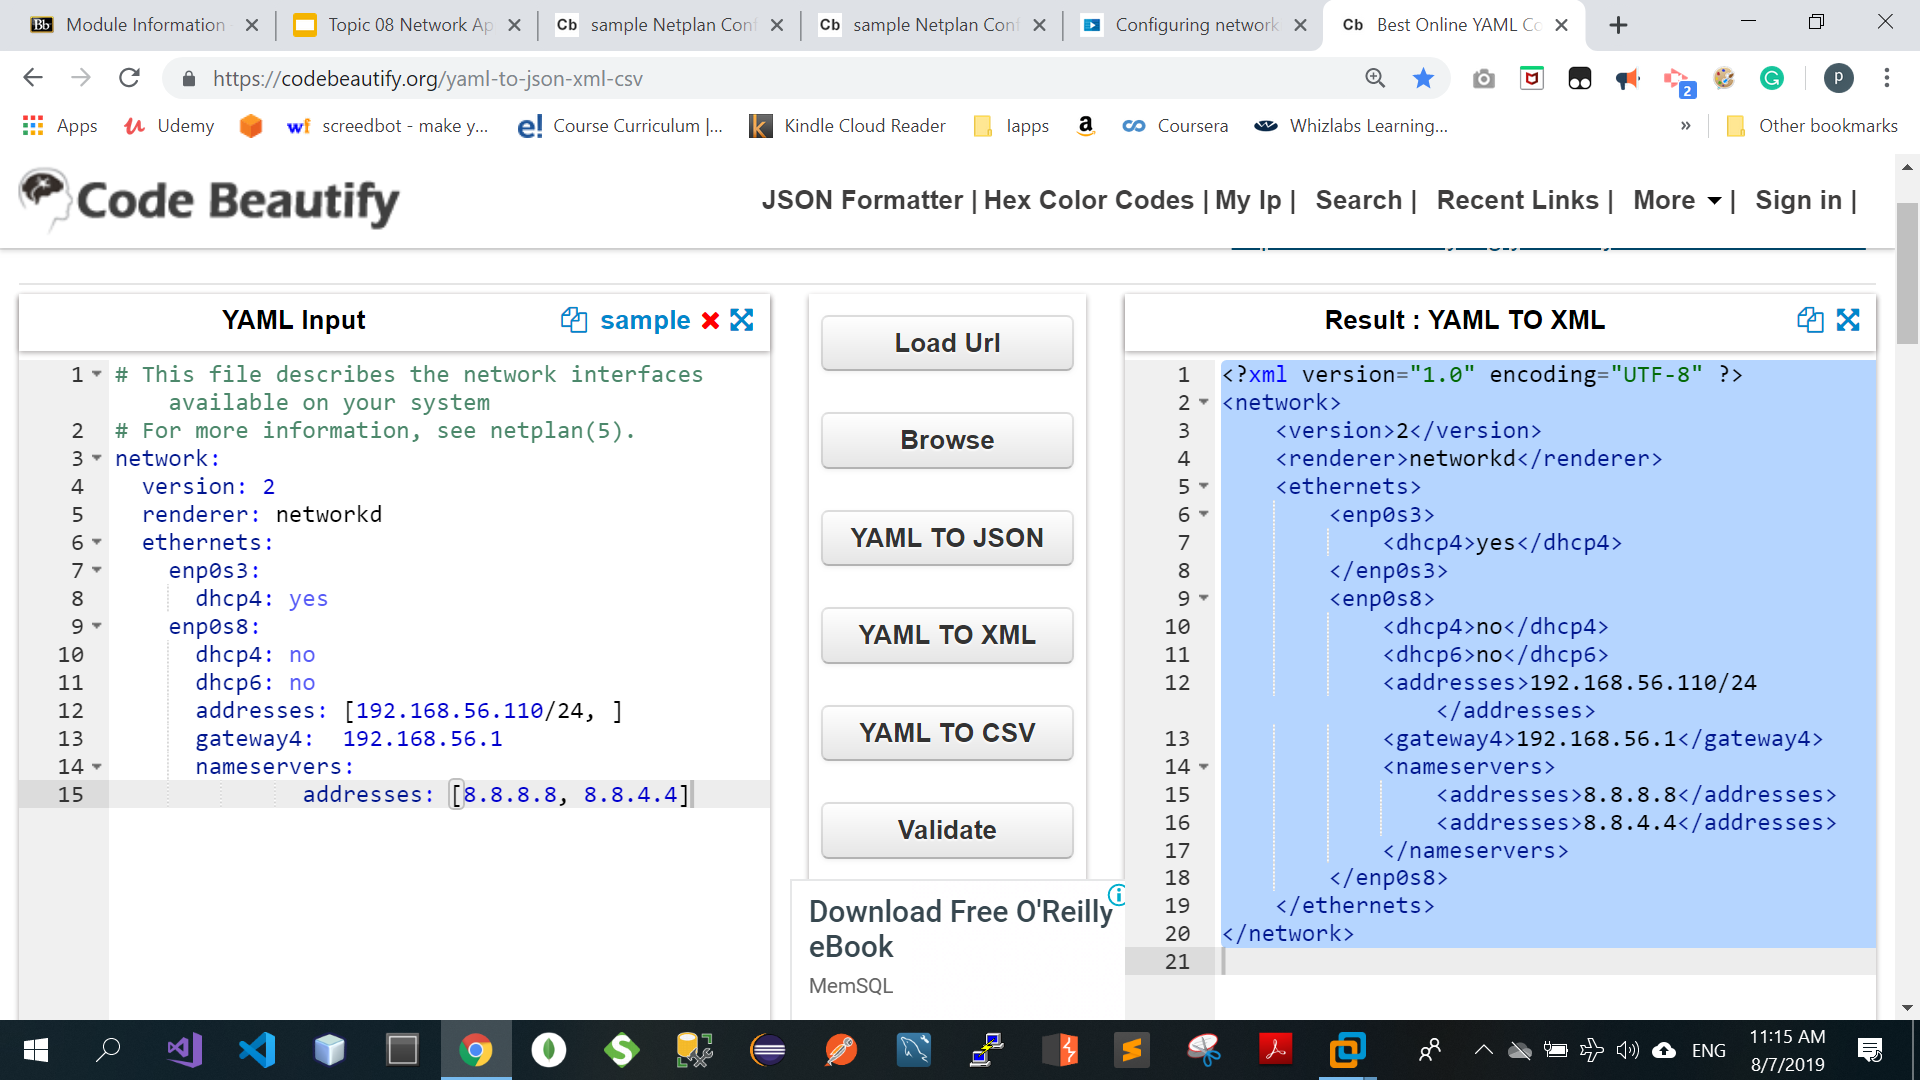 Module Information
Topic 08 Network Ap
sample Netplan Conf
sample Netplan Conf
Configuring network
Best Online YAML Co
https://codebeautify.org/yaml-to-json-xml-csv
2
p
Apps
Udemy
screedbot - make y...
Course Curriculum |...
Kindle Cloud Reader
Iapps
Coursera
Whizlabs Learning...
»
Other bookmarks
Code Beautify
JSON Formatter | Hex Color Codes | My Ip | Search | Recent Links | More | Sign in |
YAML Input
sample
1 # This file describes the network interfaces
available on your system
2 # For more information, see netplan(5).
3 network:
4 version: 2
5 renderer: networkd
6 ethernets:
7 enp0s3:
8 dhcp4: yes
9 enp0s8:
10 dhcp4: no
11 dhcp6: no
12 addresses: [192.168.56.110/24, ]
13 gateway4:  192.168.56.1
14 nameservers:
15 addresses: [8.8.8.8, 8.8.4.4]
Load Url
Browse
YAML TO JSON
YAML TO XML
YAML TO CSV
Validate
Download Free O'Reilly
eBook
MemSQL
Result : YAML TO XML
1 <?xml version="1.0" encoding="UTF-8" ?>
2 <network>
3 <version>2</version>
4 <renderer>networkd</renderer>
5 <ethernets>
6 <enp0s3>
7 <dhcp4>yes</dhcp4>
8 </enp0s3>
9 <enp0s8>
10 <dhcp4>no</dhcp4>
11 <dhcp6>no</dhcp6>
12 <addresses>192.168.56.110/24
</addresses>
13 <gateway4>192.168.56.1</gateway4>
14 <nameservers>
15 <addresses>8.8.8.8</addresses>
16 <addresses>8.8.4.4</addresses>
17 </nameservers>
18 </enp0s8>
19 </ethernets>
20 </network>
21
ENG
11:15 AM
8/7/2019